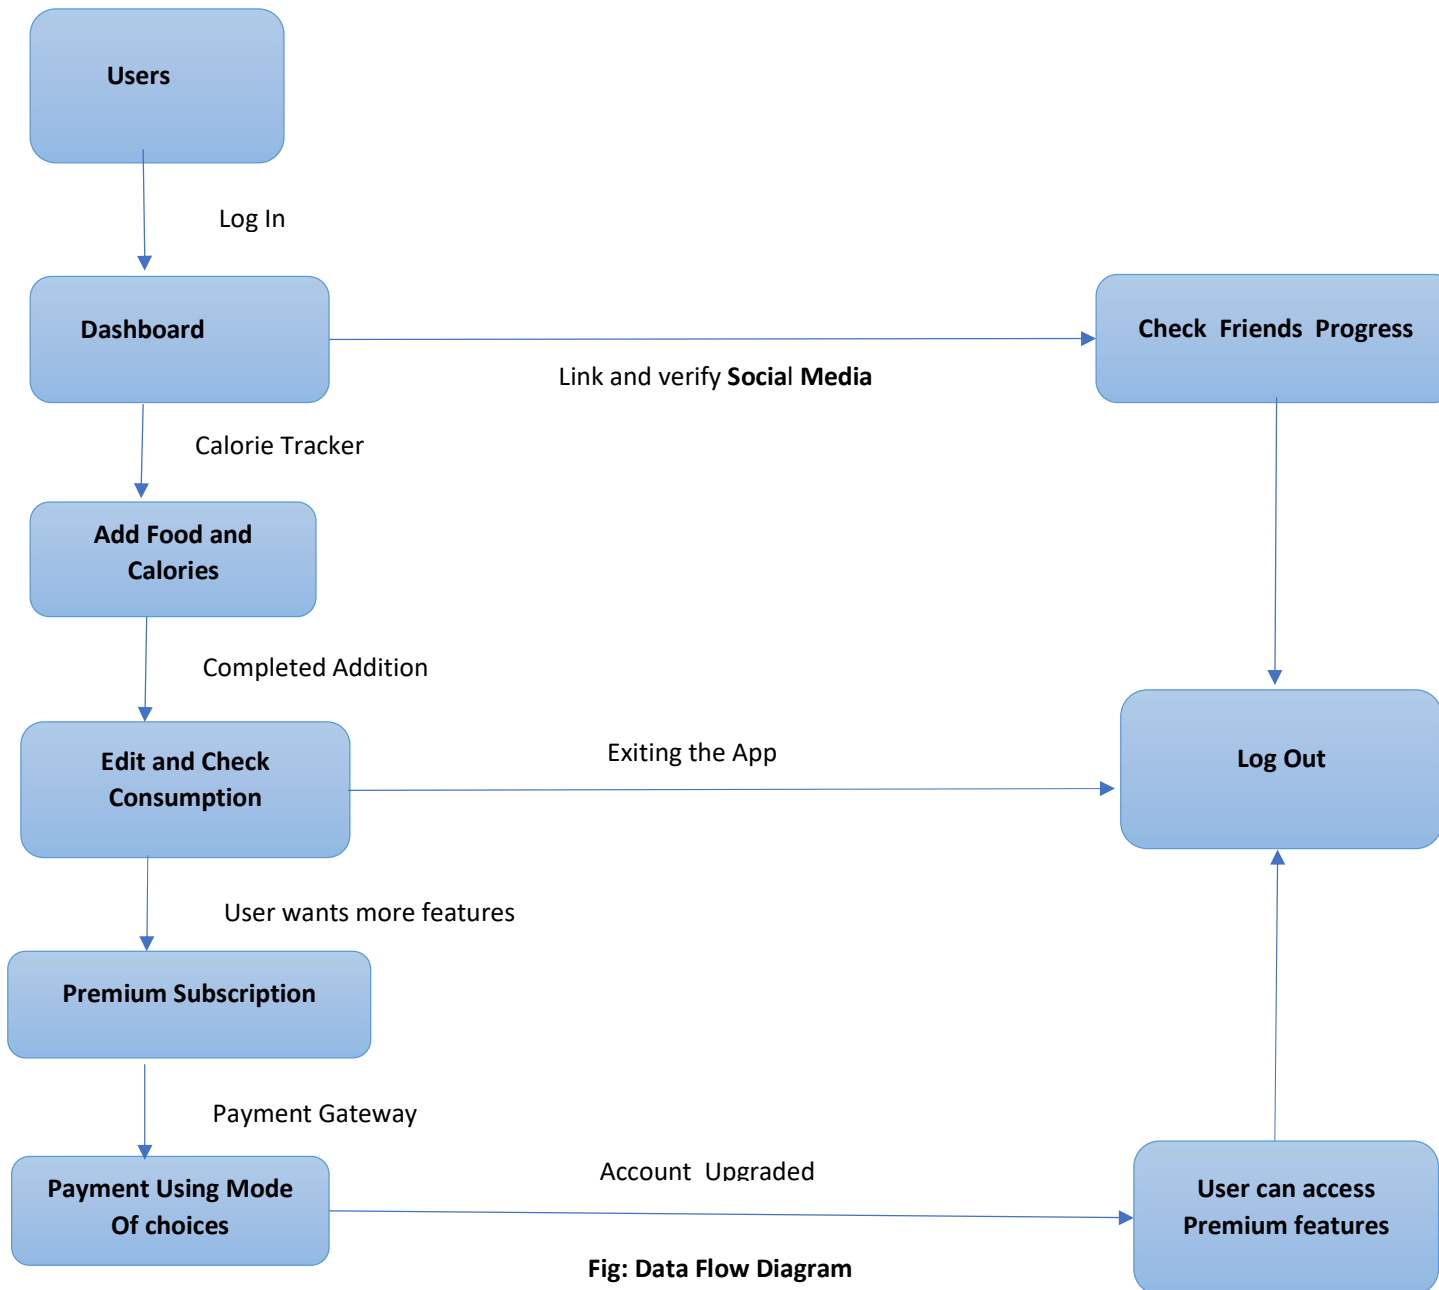 Users
Log In
Dashboard
Check  Friends  Progress
Link and verify Social Media
Calorie Tracker
Add Food and
Calories
Completed Addition
Edit and Check
Consumption
Exiting the App
Log Out
User wants more features
Premium Subscription
Payment Gateway
Payment Using Mode
Of choices
Account  Upgraded
User can access
Premium features
Fig: Data Flow Diagram